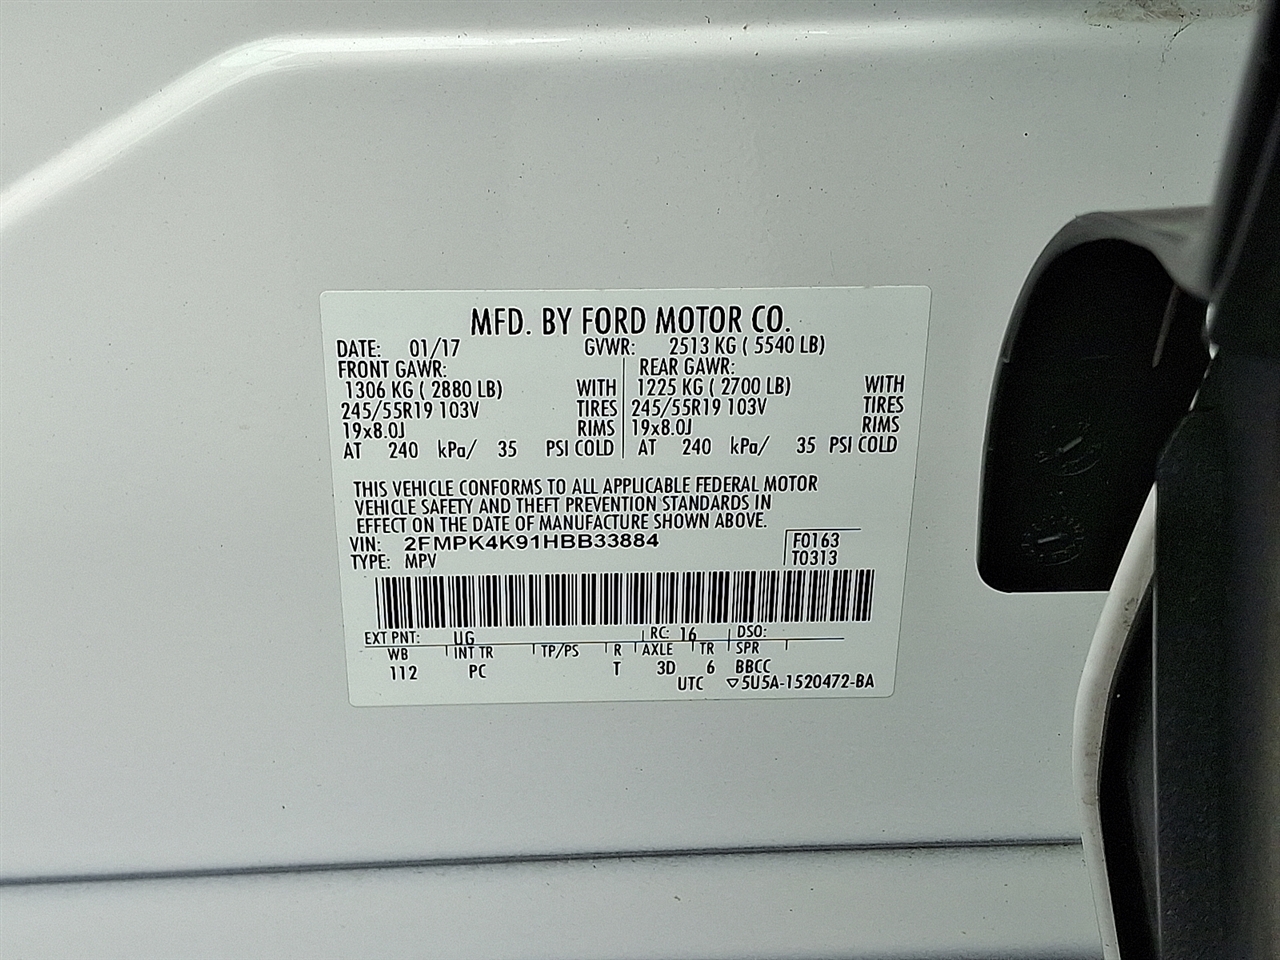 MFD. BY FORD MOTOR CO.
DATE: 01/17 GVWR: 2513 KG ( 5540 LB)
FRONT GAWR: REAR GAWR:
1306 KG ( 2880 LB) WITH 1225 KG ( 2700 LB) WITH
245/55R19 103V TIRES 245/55R19 103V TIRES
19x8.0J RIMS 19x8.0J RIMS
AT 240 kPa/ 35 PSI COLD AT 240 kPa/ 35 PSI COLD
THIS VEHICLE CONFORMS TO ALL APPLICABLE FEDERAL MOTOR
VEHICLE SAFETY AND THEFT PREVENTION STANDARDS IN
EFFECT ON THE DATE OF MANUFACTURE SHOWN ABOVE.
VIN: 2FMPK4K91HBB33884 F0163
TYPE: MPV T0313
EXT PNT: UG RC: 16 DSO:
WB INT TR TP/PS R AXLE TR SPR
112 PC T 3D 6 BBCC
UTC ▽5U5A-1520472-BA